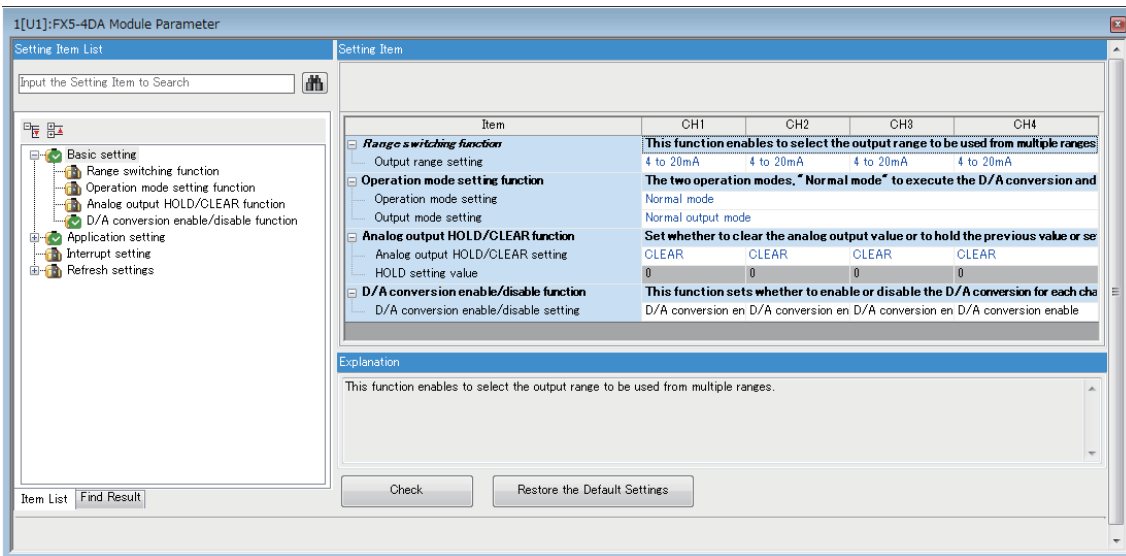 1[U1]:FX5-4DA Module Parameter
Setting Item List
Input the Setting Item to Search
Basic setting
Range switching function
Operation mode setting function
Analog output HOLD/CLEAR function
D/A conversion enable/disable function
Application setting
Interrupt setting
Refresh settings
Item List Find Result
Setting Item
Item CH1 CH2 CH3 CH4
Range switching function This function enables to select the output range to be used from multiple ranges
Output range setting 4 to 20mA 4 to 20mA 4 to 20mA 4 to 20mA
Operation mode setting function The two operation modes, "Normal mode" to execute the D/A conversion and
Operation mode setting Normal mode
Output mode setting Normal output mode
Analog output HOLD/CLEAR function Set whether to clear the analog output value or to hold the previous value or se
Analog output HOLD/CLEAR setting CLEAR CLEAR CLEAR CLEAR
HOLD setting value 0 0 0 0
D/A conversion enable/disable function This function sets whether to enable or disable the D/A conversion for each cha
D/A conversion enable/disable setting D/A conversion en D/A conversion en D/A conversion en D/A conversion enable
Explanation
This function enables to select the output range to be used from multiple ranges.
Check Restore the Default Settings